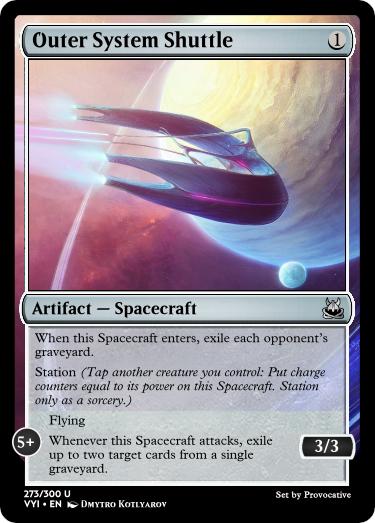 Outer System Shuttle 1
Artifact — Spacecraft
When this Spacecraft enters, exile each opponent's
graveyard.
Station (Tap another creature you control: Put charge
counters equal to its power on this Spacecraft. Station
only as a sorcery.)
Flying
5+
Whenever this Spacecraft attacks, exile
up to two target cards from a single
graveyard.
3/3
273/300 U
VYI • EN Dmytro Kotlyarov
Set by Provocative